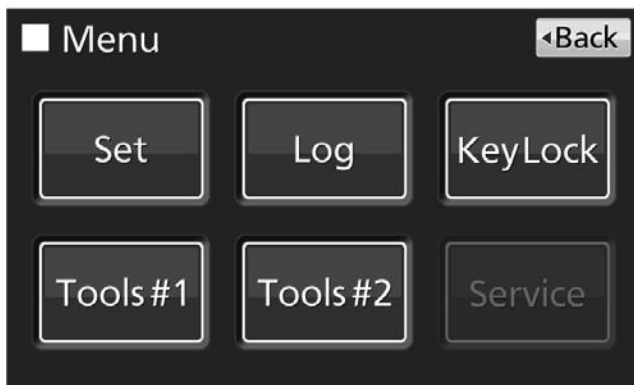 Menu
◂Back
Set
Log
KeyLock
Tools#1
Tools#2
Service